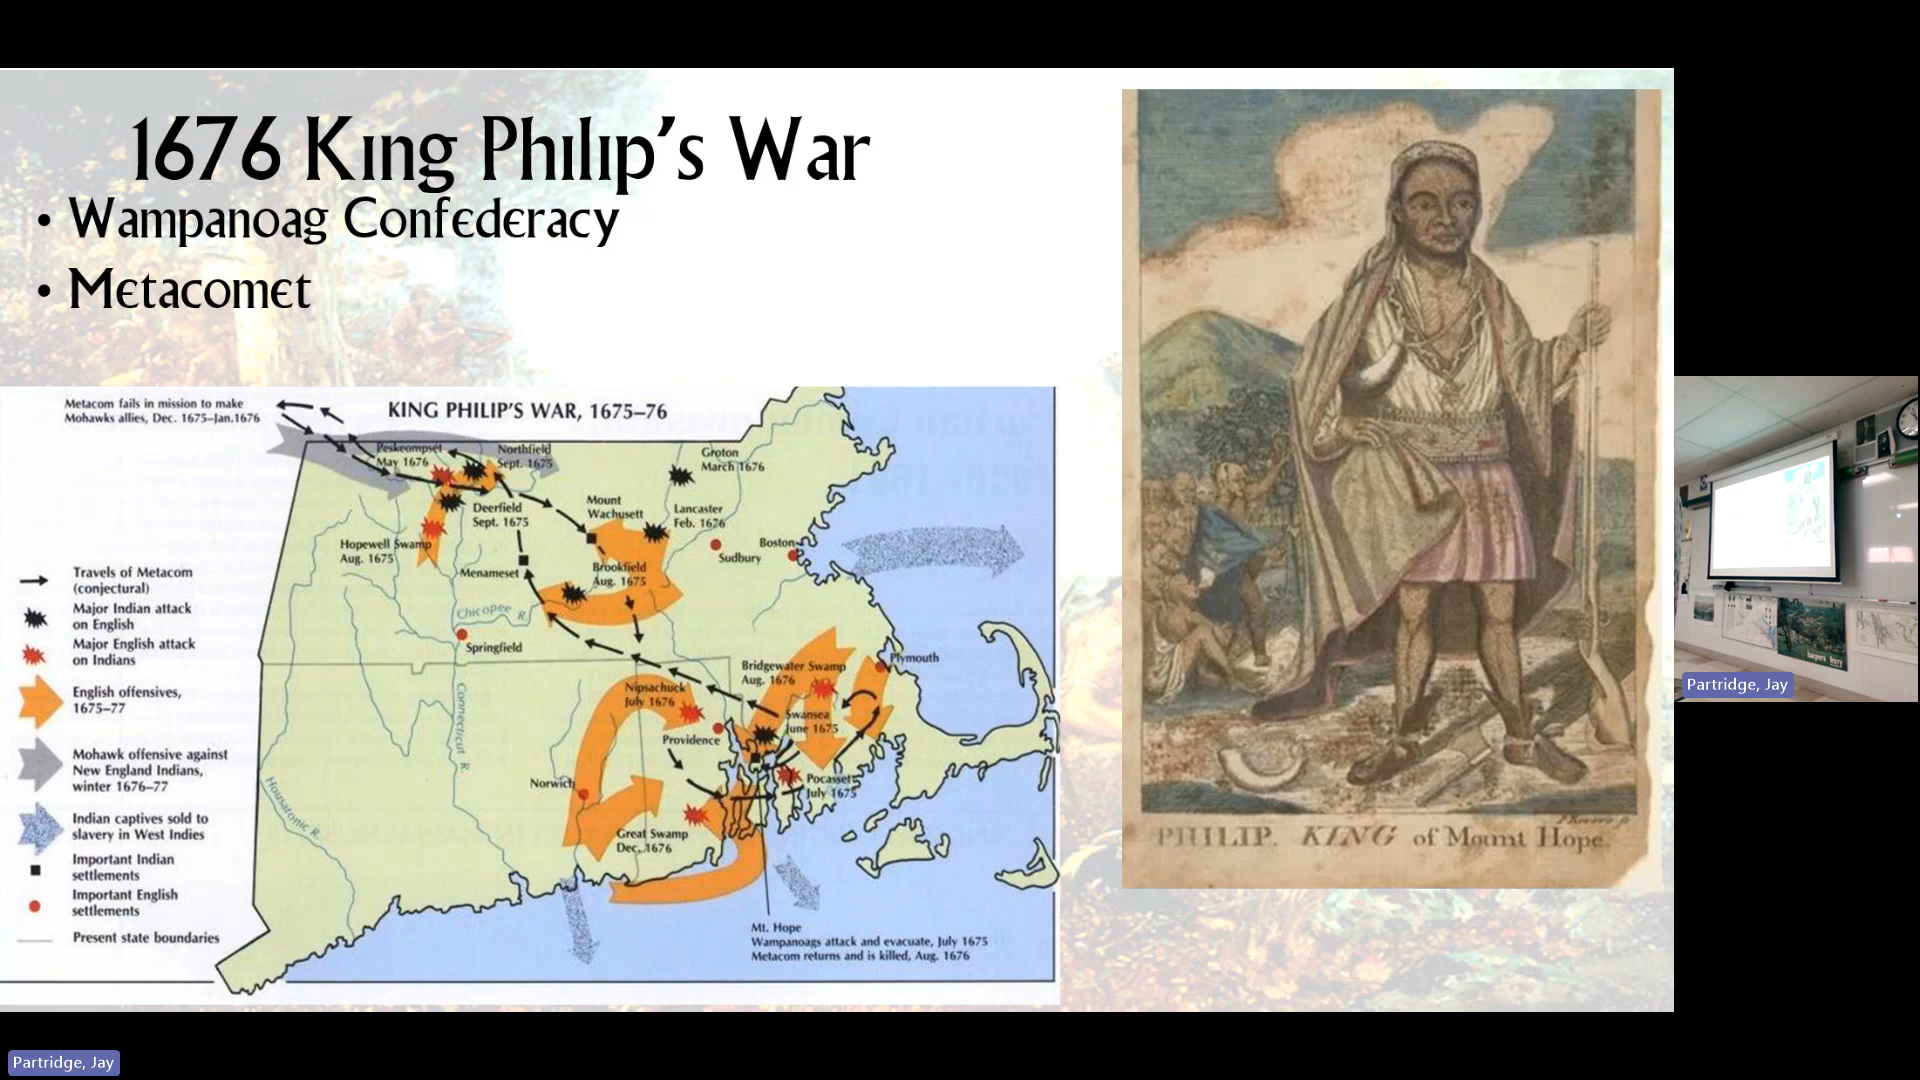 1676 King Philip's War
• Wampanoag Confederacy
• Metacomet
Metacom fails in mission to make
Mohawks allies, Dec. 1675–Jan.1676
KING PHILIP'S WAR, 1675–76
Peskeompset
May 1676
Northfield
Sept. 1675
Groton
March 1676
Mount
Wachusett
Lancaster
Feb. 1676
Deerfield
Sept. 1675
Hopewell Swamp
Aug. 1675
Boston
Sudbury
Menameset
Brookfield
Aug. 1675
Chicopee R.
Springfield
Plymouth
Bridgewater Swamp
Aug. 1676
Nipsachuck
July 1676
Swansea
June 1675
Providence
Connecticut R.
Norwich
Pocasset
July 1675
Housatonic R.
Great Swamp
Dec. 1676
Mt. Hope
Wampanoags attack and evacuate, July 1675
Metacom returns and is killed, Aug. 1676
Travels of Metacom
(conjectural)
Major Indian attack
on English
Major English attack
on Indians
English offensives,
1675–77
Mohawk offensive against
New England Indians,
winter 1676–77
Indian captives sold to
slavery in West Indies
Important Indian
settlements
Important English
settlements
Present state boundaries
PHILIP. KING of Mount Hope.
harpers ferry
Partridge, Jay
Partridge, Jay